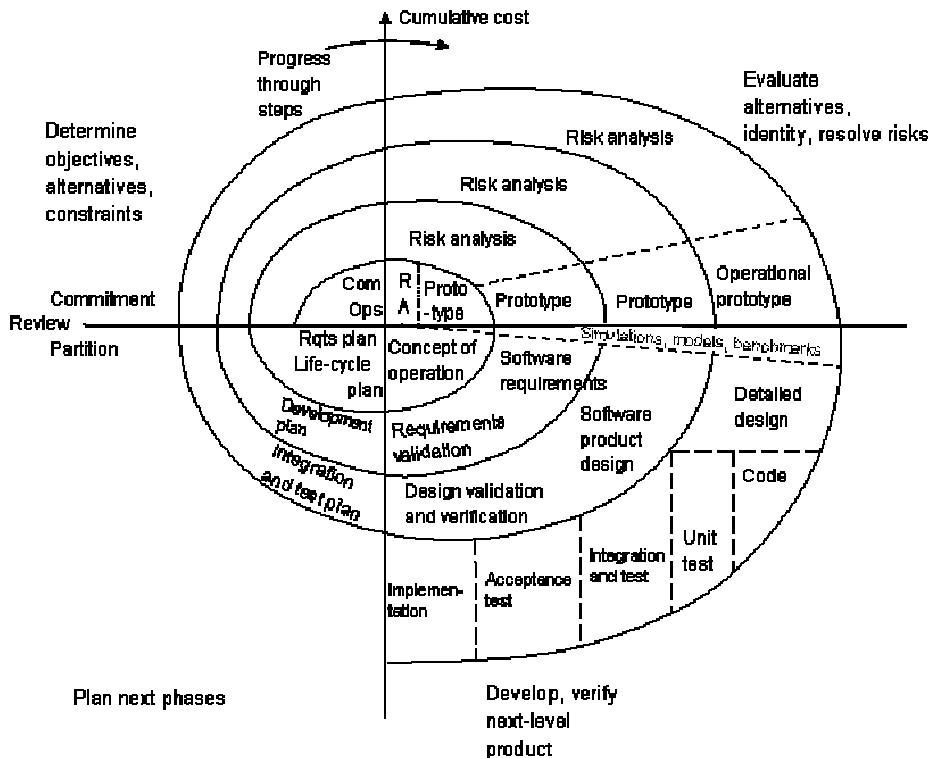 Cumulative cost
Progress
through
steps
Evaluate
alternatives,
identity, resolve risks
Determine
objectives,
alternatives,
constraints
Risk analysis
Risk analysis
Risk analysis
Com
Ops
R
A
Proto
-type
Prototype
Prototype
Operational
prototype
Commitment
Review
Partition
Rqts plan
Life-cycle
plan
Concept of
operation
Simulations, models, benchmarks
Software
requirements
Detailed
design
Development
plan
Requirements
validation
Software
product
design
Integration
and test plan
Design validation
and verification
Code
Unit
test
Integration
and test
Acceptance
test
Implemen-
tation
Plan next phases
Develop, verify
next-level
product